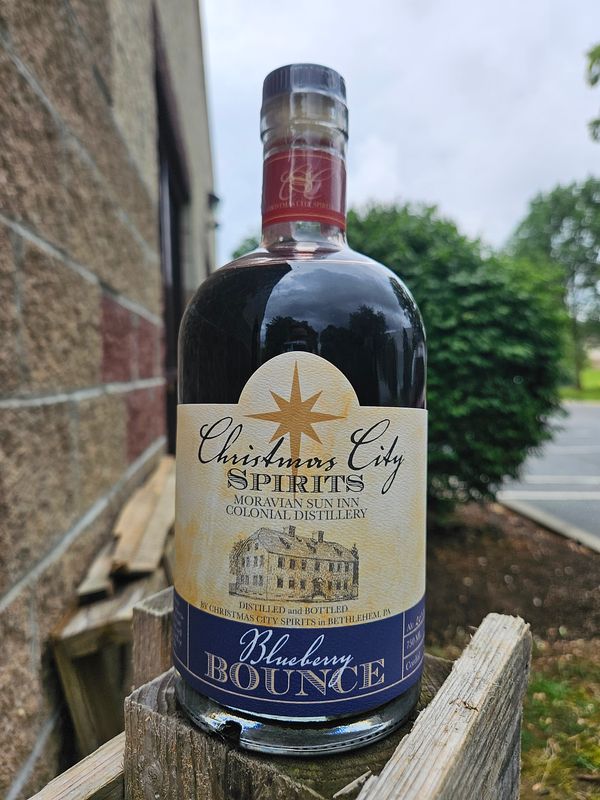 Christmas City
SPIRITS
MORAVIAN SUN INN
COLONIAL DISTILLERY
DISTILLED and BOTTLED
BY CHRISTMAS CITY SPIRITS in BETHLEHEM, PA
Blueberry
BOUNCE